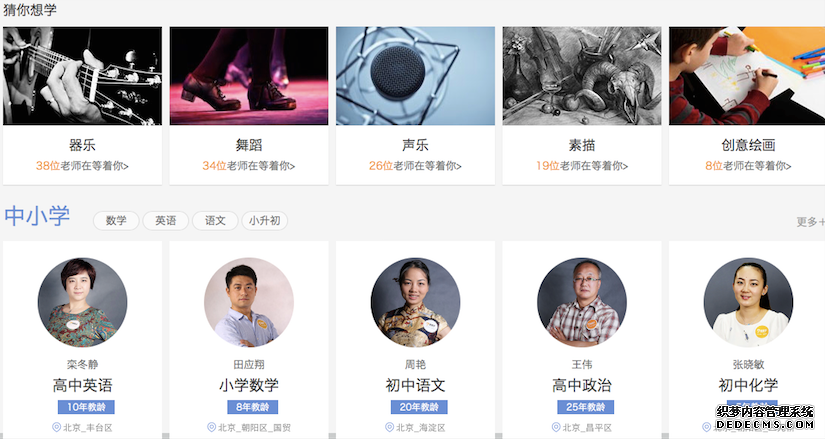 猜你想学
器乐 舞蹈 声乐 素描 创意绘画
38位老师在等着你> 34位老师在等着你> 26位老师在等着你> 19位老师在等着你> 8位老师在等着你>
中小学 数学 英语 语文 小升初 更多+
栾冬静 田应翔 周艳 王伟 张晓敏
高中英语 小学数学 初中语文 高中政治 初中化学
10年教龄 8年教龄 20年教龄 25年教龄
织梦内容管理系统
北京_丰台区 北京_朝阳区_国贸 北京_海淀区 北京_昌平区
DEDECMS.COM